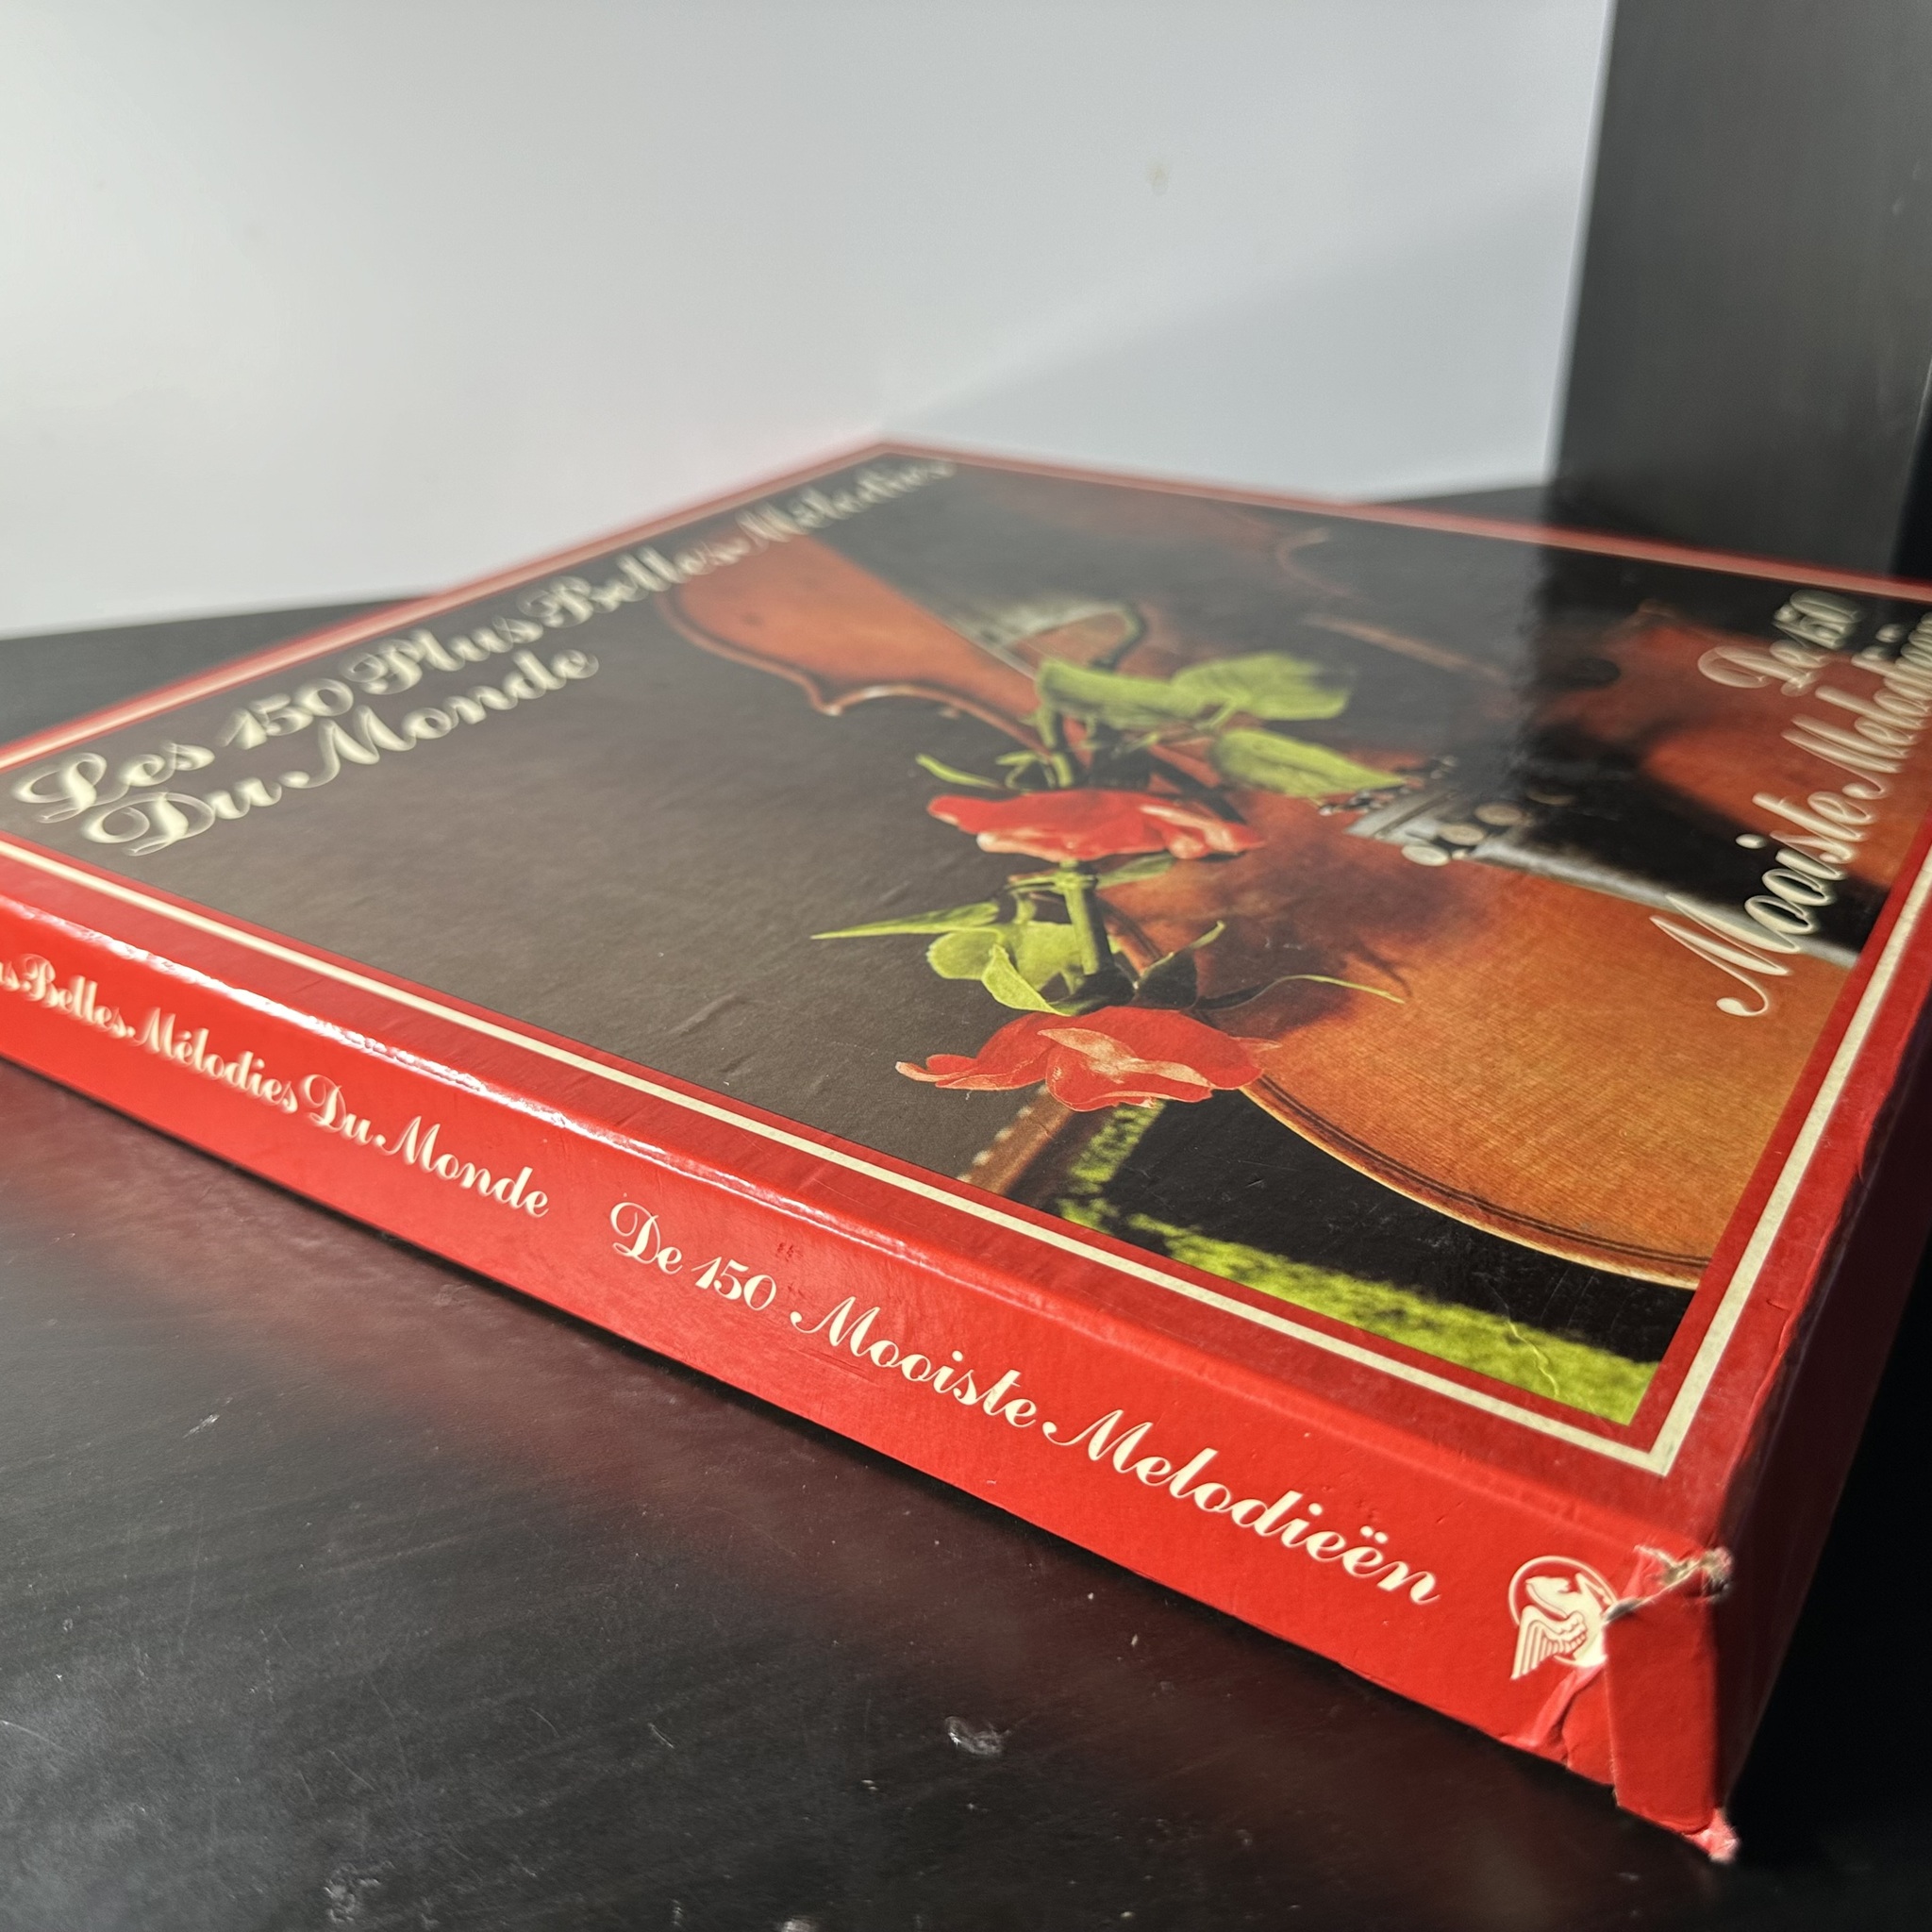 Les 150 Plus Belles Mélodies
Du Monde
De 150
Mooiste Melodieën
Belles Mélodies Du Monde De 150 Mooiste Melodieën